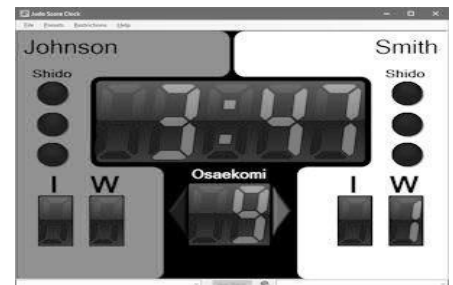 Judo Score Clock
File Presets Restrictions Help
Johnson Smith
Shido Shido
3:47
Osaekomi
I W I W
9
1